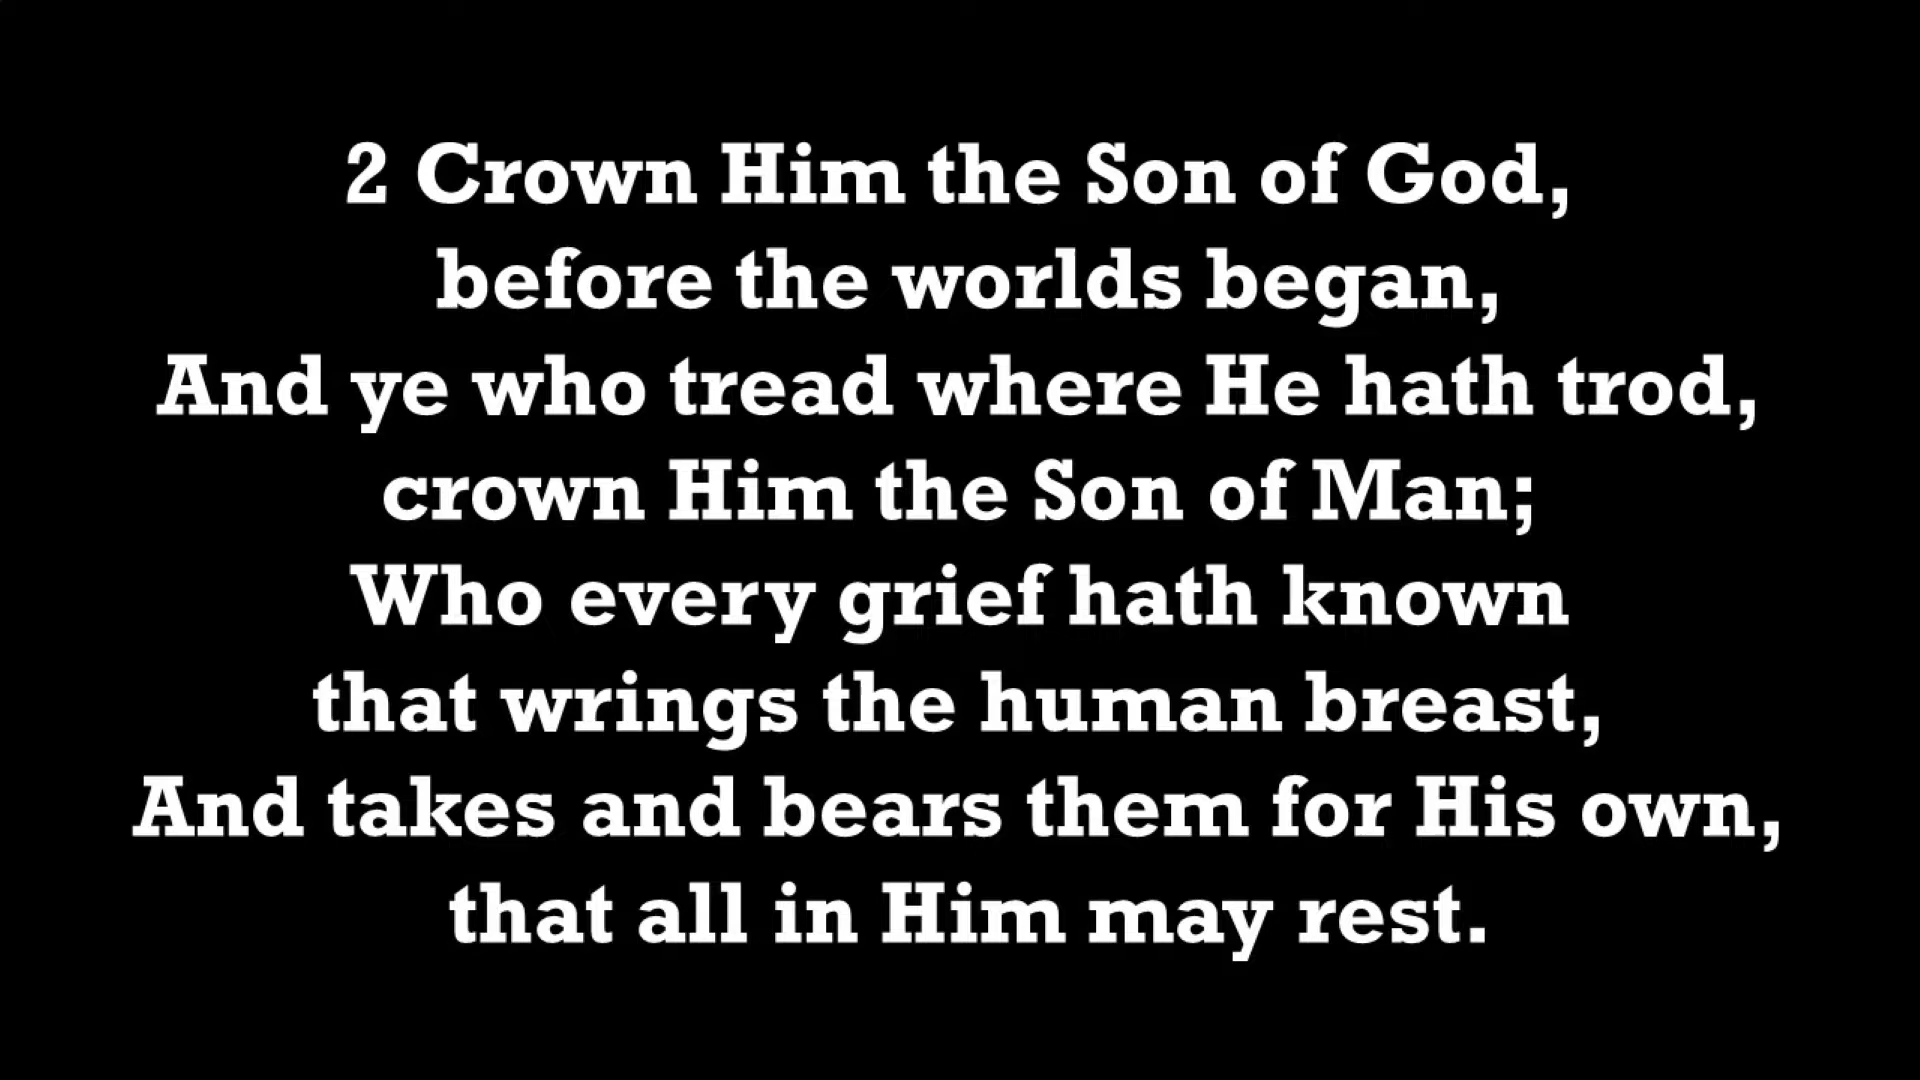 2 Crown Him the Son of God,
before the worlds began,
And ye who tread where He hath trod,
crown Him the Son of Man;
Who every grief hath known
that wrings the human breast,
And takes and bears them for His own,
that all in Him may rest.